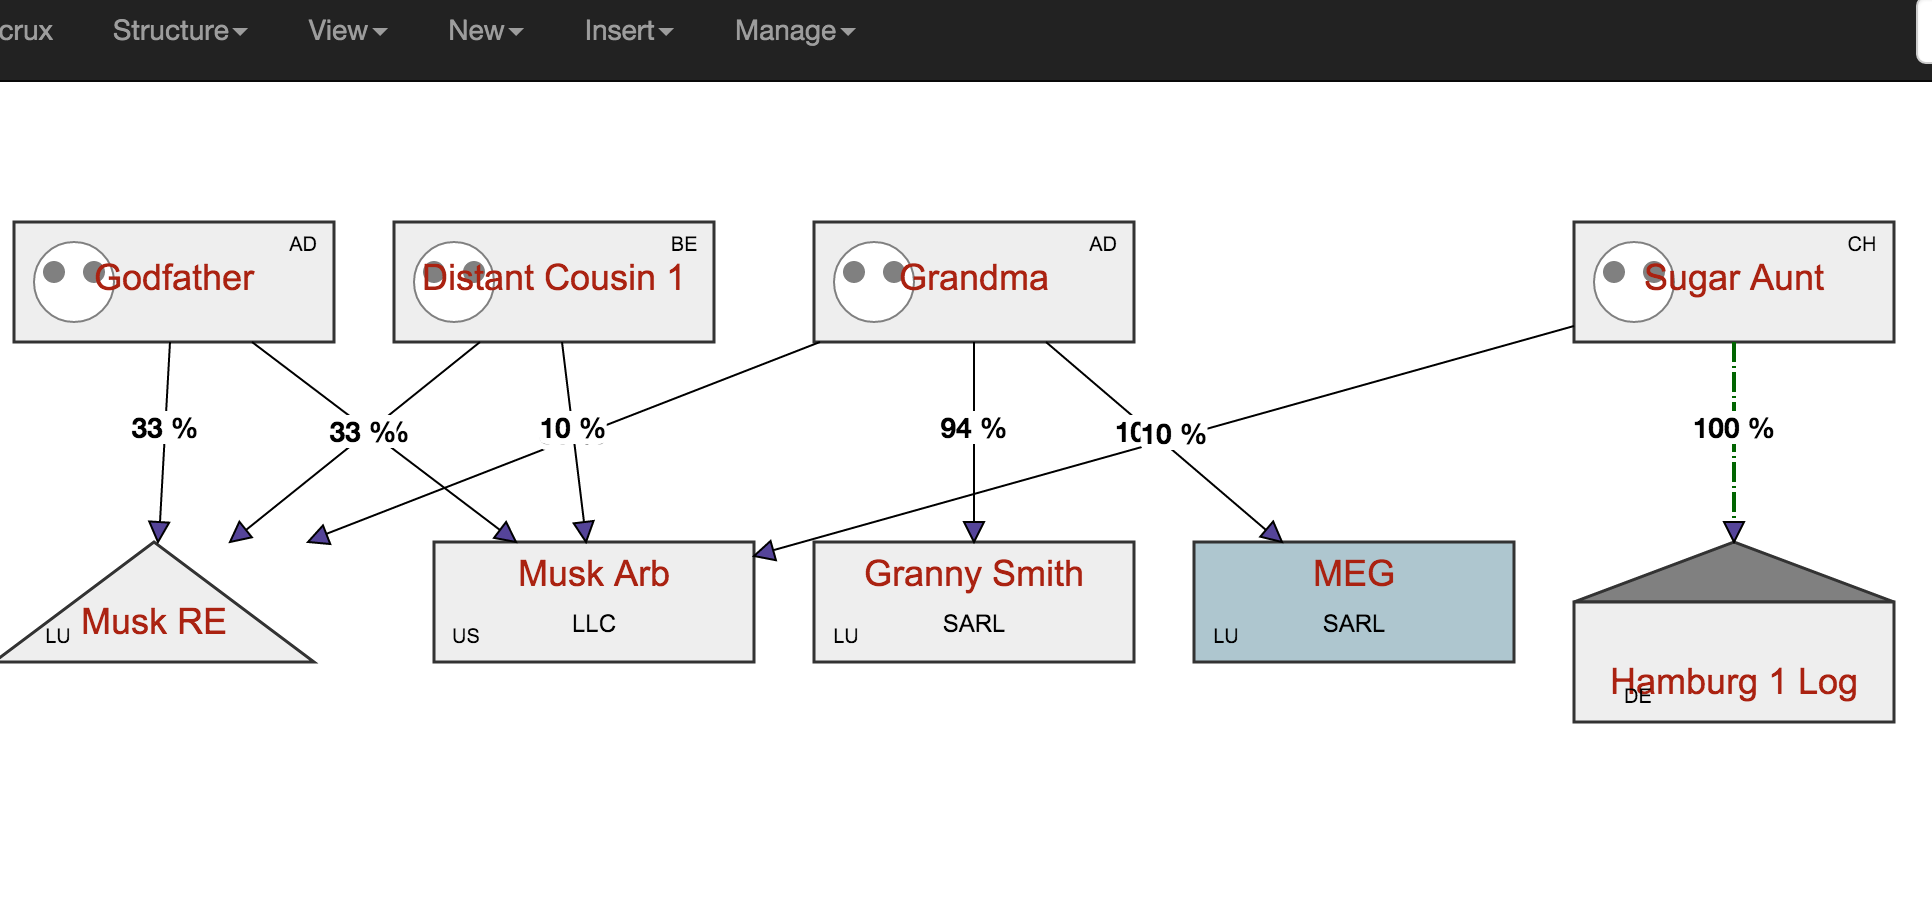 crux Structure View New Insert Manage
AD BE AD CH
Godfather Distant Cousin 1 Grandma Sugar Aunt
33 % 33 % 10 % 94 % 10 10 % 100 %
Musk Arb Granny Smith MEG
Musk RE LLC SARL SARL
LU US LU LU
Hamburg 1 Log
DE